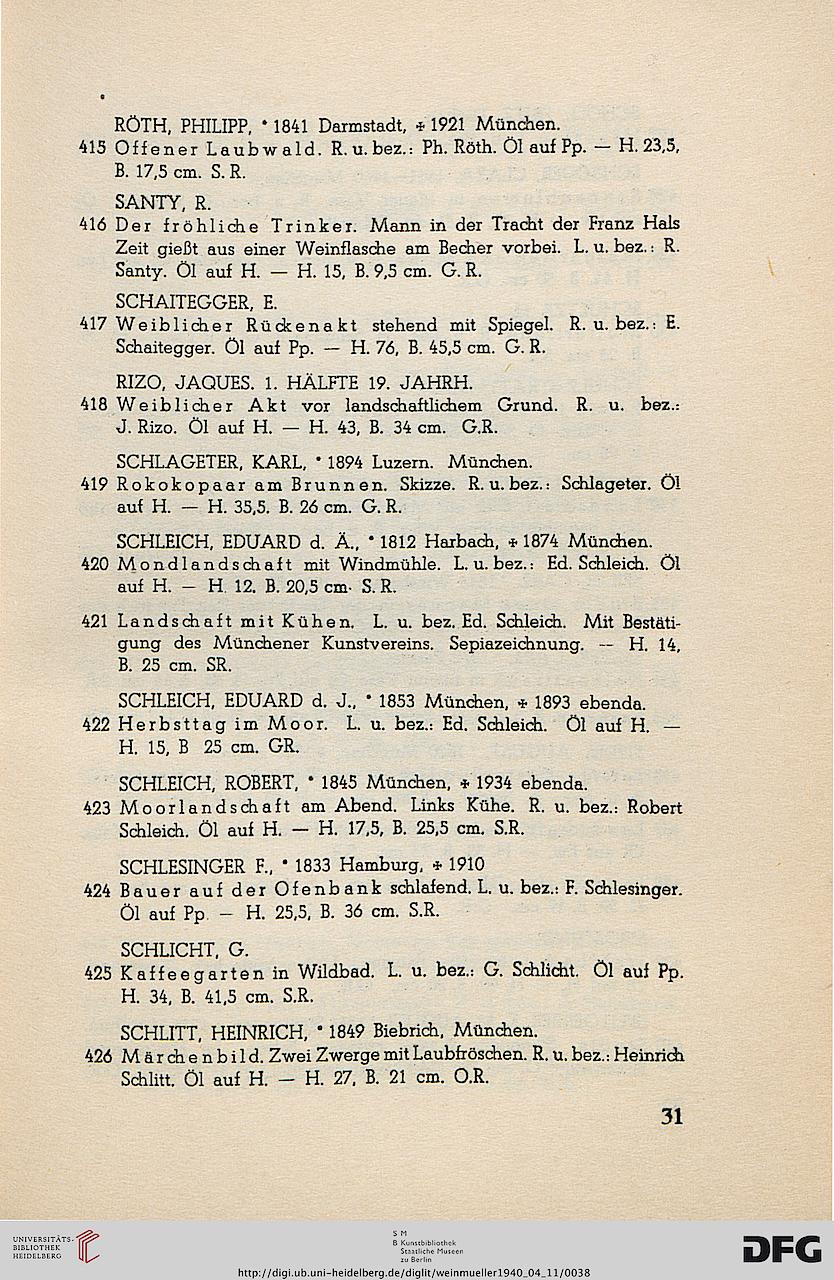 RÖTH, PHILIPP, * 1841 Darmstadt, + 1921 München.
415 Offener Laubwald. R. u. bez.: Ph. Röth. Öl auf Pp. — H. 23,5,
B. 17,5 cm. S. R.
SANTY, R.
416 Der fröhliche Trinker. Mann in der Tracht der Franz Hals
Zeit gießt aus einer Weinflasche am Becher vorbei. L. u. bez.: R.
Santy. Öl auf H. — H. 15, B. 9,5 cm. G. R.
SCHAITEGGER, E.
417 Weiblicher Rückenakt stehend mit Spiegel. R. u. bez.: E.
Schaitegger. Öl auf Pp. — H. 76, B. 45,5 cm. G. R.
RIZO, JAQUES. 1. HÄLFTE 19. JAHRH.
418 Weiblicher Akt vor landschaftlichem Grund. R. u. bez.:
J. Rizo. Öl auf H. — H. 43, B. 34 cm. G.R.
SCHLAGETER, KARL, * 1894 Luzern. München.
419 Rokokopaar am Brunnen. Skizze. R. u. bez.: Schlageter. Öl
auf H. — H. 35,5. B. 26 cm. G. R.
SCHLEICH, EDUARD d. Ä., * 1812 Harbach, + 1874 München.
420 Mondlandschaft mit Windmühle. L. u. bez.: Ed. Schleich. Öl
auf H. — H. 12. B. 20,5 cm. S. R.
421 Landschaft mit Kühen. L. u. bez. Ed. Schleich. Mit Bestäti-
gung des Münchener Kunstvereins. Sepiazeichnung. — H. 14,
B. 25 cm. SR.
SCHLEICH, EDUARD d. J., * 1853 München, + 1893 ebenda.
422 Herbsttag im Moor. L. u. bez.: Ed. Schleich. Öl auf H. —
H. 15, B 25 cm. GR.
SCHLEICH, ROBERT, * 1845 München, + 1934 ebenda.
423 Moorlandschaft am Abend. Links Kühe. R. u. bez.: Robert
Schleich. Öl auf H. — H. 17,5, B. 25,5 cm. S.R.
SCHLESINGER F., * 1833 Hamburg, + 1910
424 Bauer auf der Ofenbank schlafend. L. u. bez.: F. Schlesinger.
Öl auf Pp. — H. 25,5, B. 36 cm. S.R.
SCHLICHT, G.
425 Kaffeegarten in Wildbad. L. u. bez.: G. Schlicht. Öl auf Pp.
H. 34, B. 41,5 cm. S.R.
SCHLITT, HEINRICH, * 1849 Biebrich, München.
426 Märchenbild. Zwei Zwerge mit Laubfröschen. R. u. bez.: Heinrich
Schlitt. Öl auf H. — H. 27, B. 21 cm. O.R.
31
UNIVERSITÄTS-
BIBLIOTHEK
HEIDELBERG
S M
B Kunstbibliothek
Staatliche Museen
zu Berlin
DFG
http://digi.ub.uni-heidelberg.de/diglit/weinmueller1940_04_11/0038